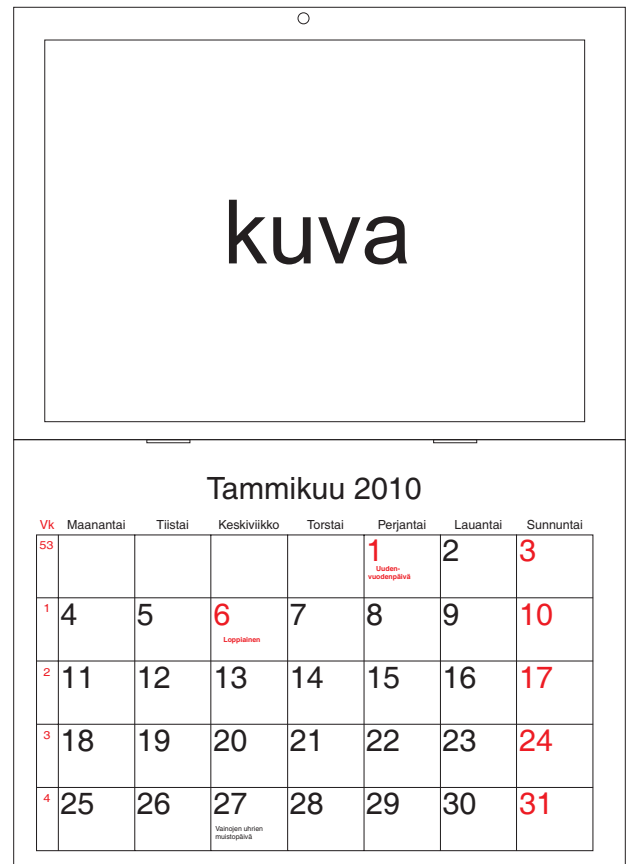 kuva
Tammikuu 2010
Vk Maanantai Tiistai Keskiviikko Torstai Perjantai Lauantai Sunnuntai
53 1 2 3
Uuden-
vuodenpäivä
1 4 5 6 7 8 9 10
Loppiainen
2 11 12 13 14 15 16 17
3 18 19 20 21 22 23 24
4 25 26 27 28 29 30 31
Vainojen uhrien
muistopäivä